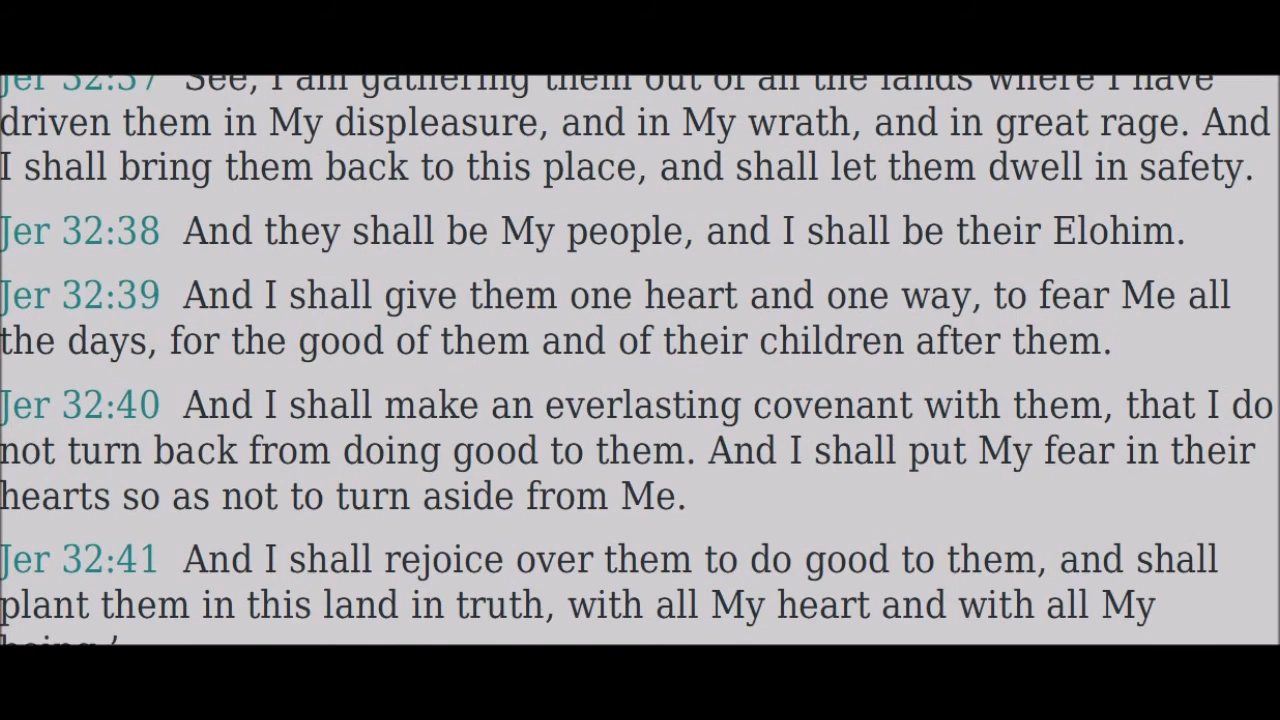 Jer 32:37 See, I am gathering them out of all the lands where I have
driven them in My displeasure, and in My wrath, and in great rage. And
I shall bring them back to this place, and shall let them dwell in safety.
Jer 32:38 And they shall be My people, and I shall be their Elohim.
Jer 32:39 And I shall give them one heart and one way, to fear Me all
the days, for the good of them and of their children after them.
Jer 32:40 And I shall make an everlasting covenant with them, that I do
not turn back from doing good to them. And I shall put My fear in their
hearts so as not to turn aside from Me.
Jer 32:41 And I shall rejoice over them to do good to them, and shall
plant them in this land in truth, with all My heart and with all My
being.’